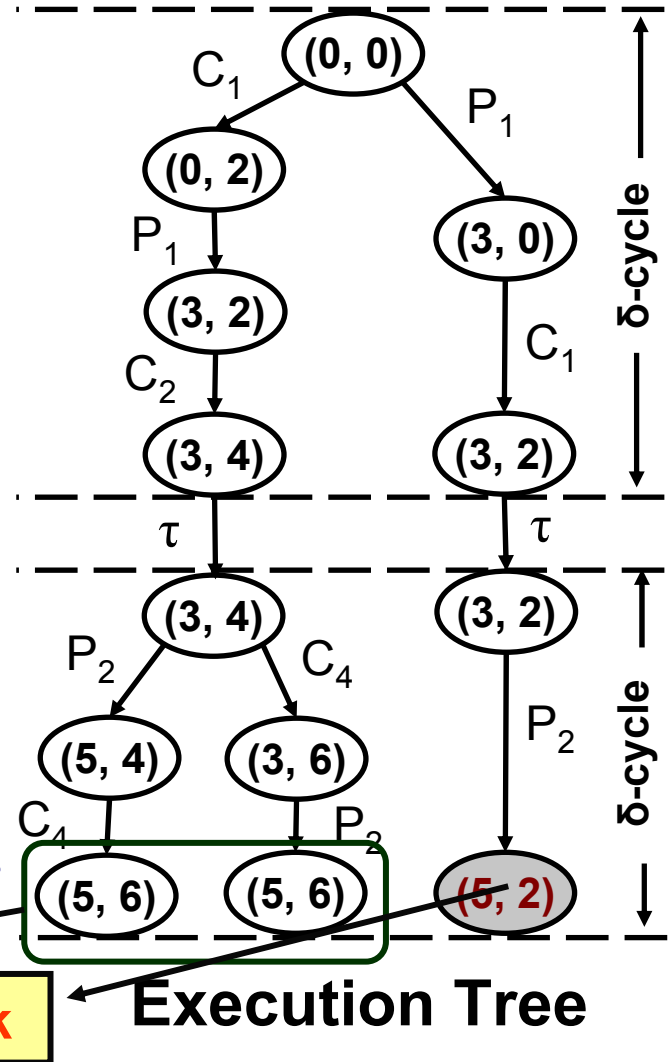 (0, 0)
C₁
P₁
(0, 2)
(3, 0)
δ-cycle
P₁
(3, 2)
C₁
C₂
(3, 4)
(3, 2)
τ
τ
(3, 4)
(3, 2)
P₂
C₄
P₂
δ-cycle
(5, 4)
(3, 6)
C₄
P₂
(5, 6)
(5, 6)
(5, 2)
Execution Tree